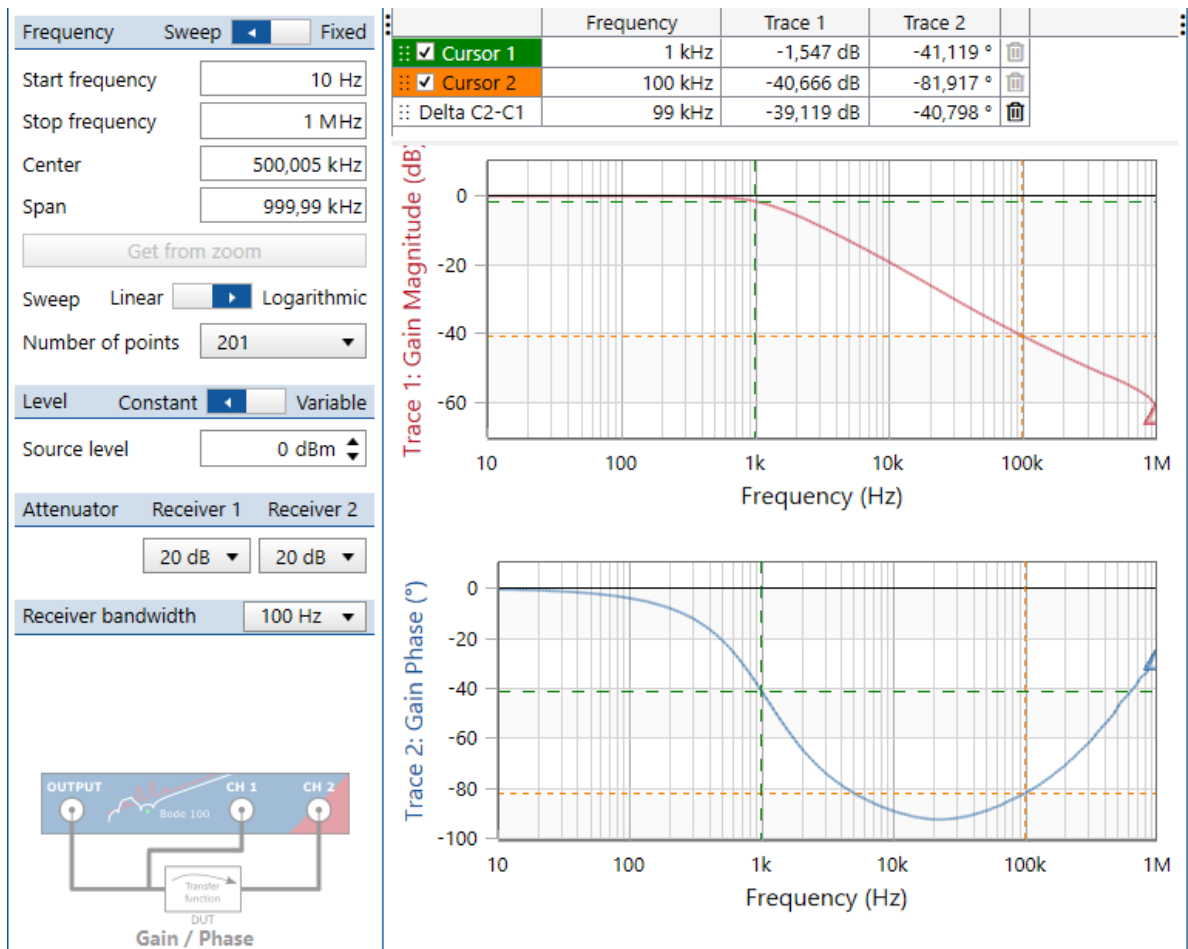 Frequency Sweep Fixed
Start frequency 10 Hz
Stop frequency 1 MHz
Center 500,005 kHz
Span 999,99 kHz
Get from zoom
Sweep Linear Logarithmic
Number of points 201
Level Constant Variable
Source level 0 dBm
Attenuator Receiver 1 Receiver 2
20 dB 20 dB
Receiver bandwidth 100 Hz
OUTPUT CH 1 CH 2
Bode 100
Transfer
function
DUT
Gain / Phase
Frequency Trace 1 Trace 2
Cursor 1 1 kHz -1,547 dB -41,119 °
Cursor 2 100 kHz -40,666 dB -81,917 °
Delta C2-C1 99 kHz -39,119 dB -40,798 °
Trace 1: Gain Magnitude (dB)
0
-20
-40
-60
10 100 1k 10k 100k 1M
Frequency (Hz)
Trace 2: Gain Phase (°)
0
-20
-40
-60
-80
-100
10 100 1k 10k 100k 1M
Frequency (Hz)